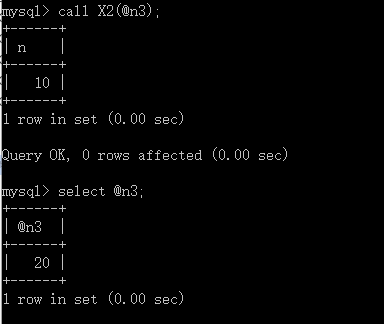 mysql> call X2(@n3);
+------+
| n    |
+------+
|   10 |
+------+
1 row in set (0.00 sec)
Query OK, 0 rows affected (0.00 sec)
mysql> select @n3;
+------+
| @n3  |
+------+
|   20 |
+------+
1 row in set (0.00 sec)